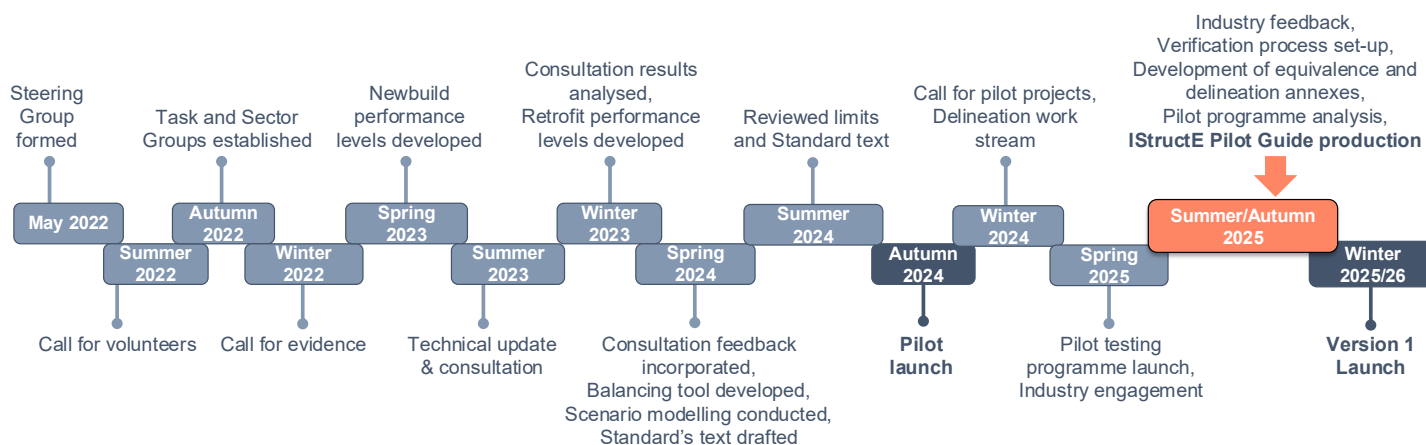 Steering
Group
formed
May 2022
Summer
2022
Call for volunteers
Task and Sector
Groups established
Autumn
2022
Winter
2022
Call for evidence
Newbuild
performance
levels developed
Spring
2023
Summer
2023
Technical update
& consultation
Consultation results
analysed,
Retrofit performance
levels developed
Winter
2023
Spring
2024
Consultation feedback
incorporated,
Balancing tool developed,
Scenario modelling conducted,
Standard's text drafted
Reviewed limits
and Standard text
Summer
2024
Autumn
2024
Pilot
launch
Call for pilot projects,
Delineation work
stream
Winter
2024
Spring
2025
Pilot testing
programme launch,
Industry engagement
Industry feedback,
Verification process set-up,
Development of equivalence and
delineation annexes,
Pilot programme analysis,
IStructE Pilot Guide production
Summer/Autumn
2025
Winter
2025/26
Version 1
Launch